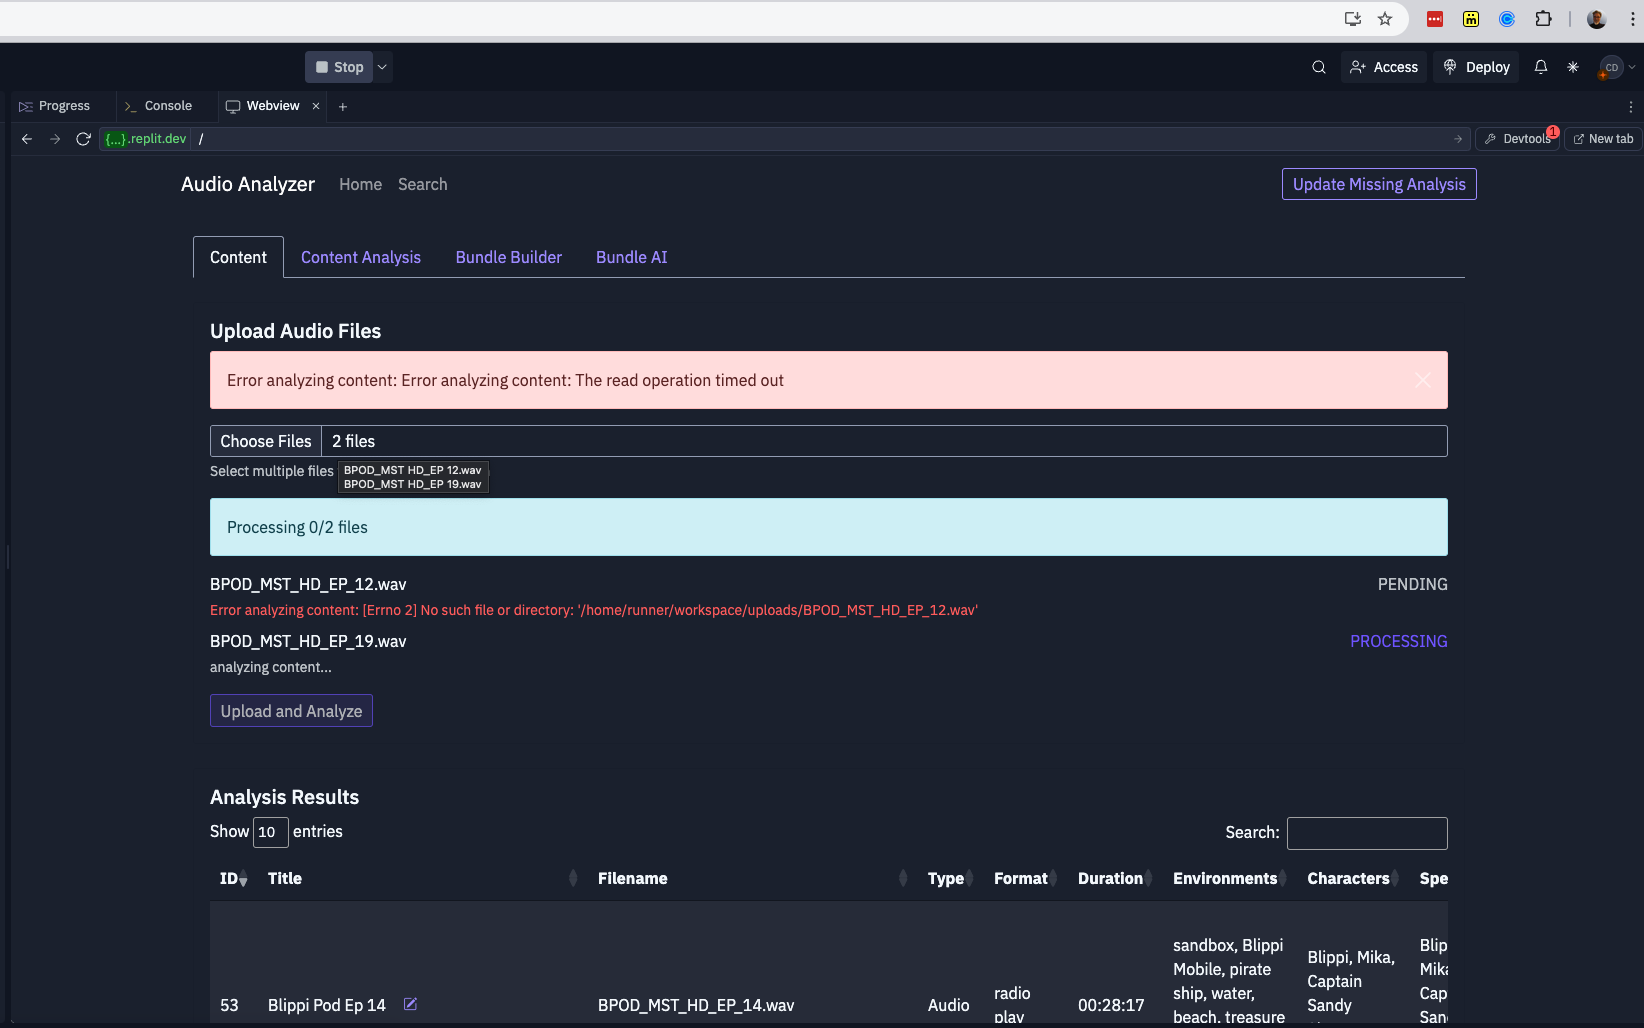 Stop
Access
Deploy
CD
Progress
Console
Webview
{...}.replit.dev /
Devtools
1
New tab
Audio Analyzer
Home
Search
Update Missing Analysis
Content
Content Analysis
Bundle Builder
Bundle AI
Upload Audio Files
Error analyzing content: Error analyzing content: The read operation timed out
Choose Files 2 files
Select multiple files
BPOD_MST HD_EP 12.wav
BPOD_MST HD_EP 19.wav
Processing 0/2 files
BPOD_MST_HD_EP_12.wav PENDING
Error analyzing content: [Errno 2] No such file or directory: '/home/runner/workspace/uploads/BPOD_MST_HD_EP_12.wav'
BPOD_MST_HD_EP_19.wav PROCESSING
analyzing content...
Upload and Analyze
Analysis Results
Show 10 entries
Search:
ID Title Filename Type Format Duration Environments Characters Spe
53 Blippi Pod Ep 14 BPOD_MST_HD_EP_14.wav Audio
radio
play
00:28:17
sandbox, Blippi
Mobile, pirate
ship, water,
beach, treasure
Blippi, Mika,
Captain
Sandy
Blip
Mika
Cap
San